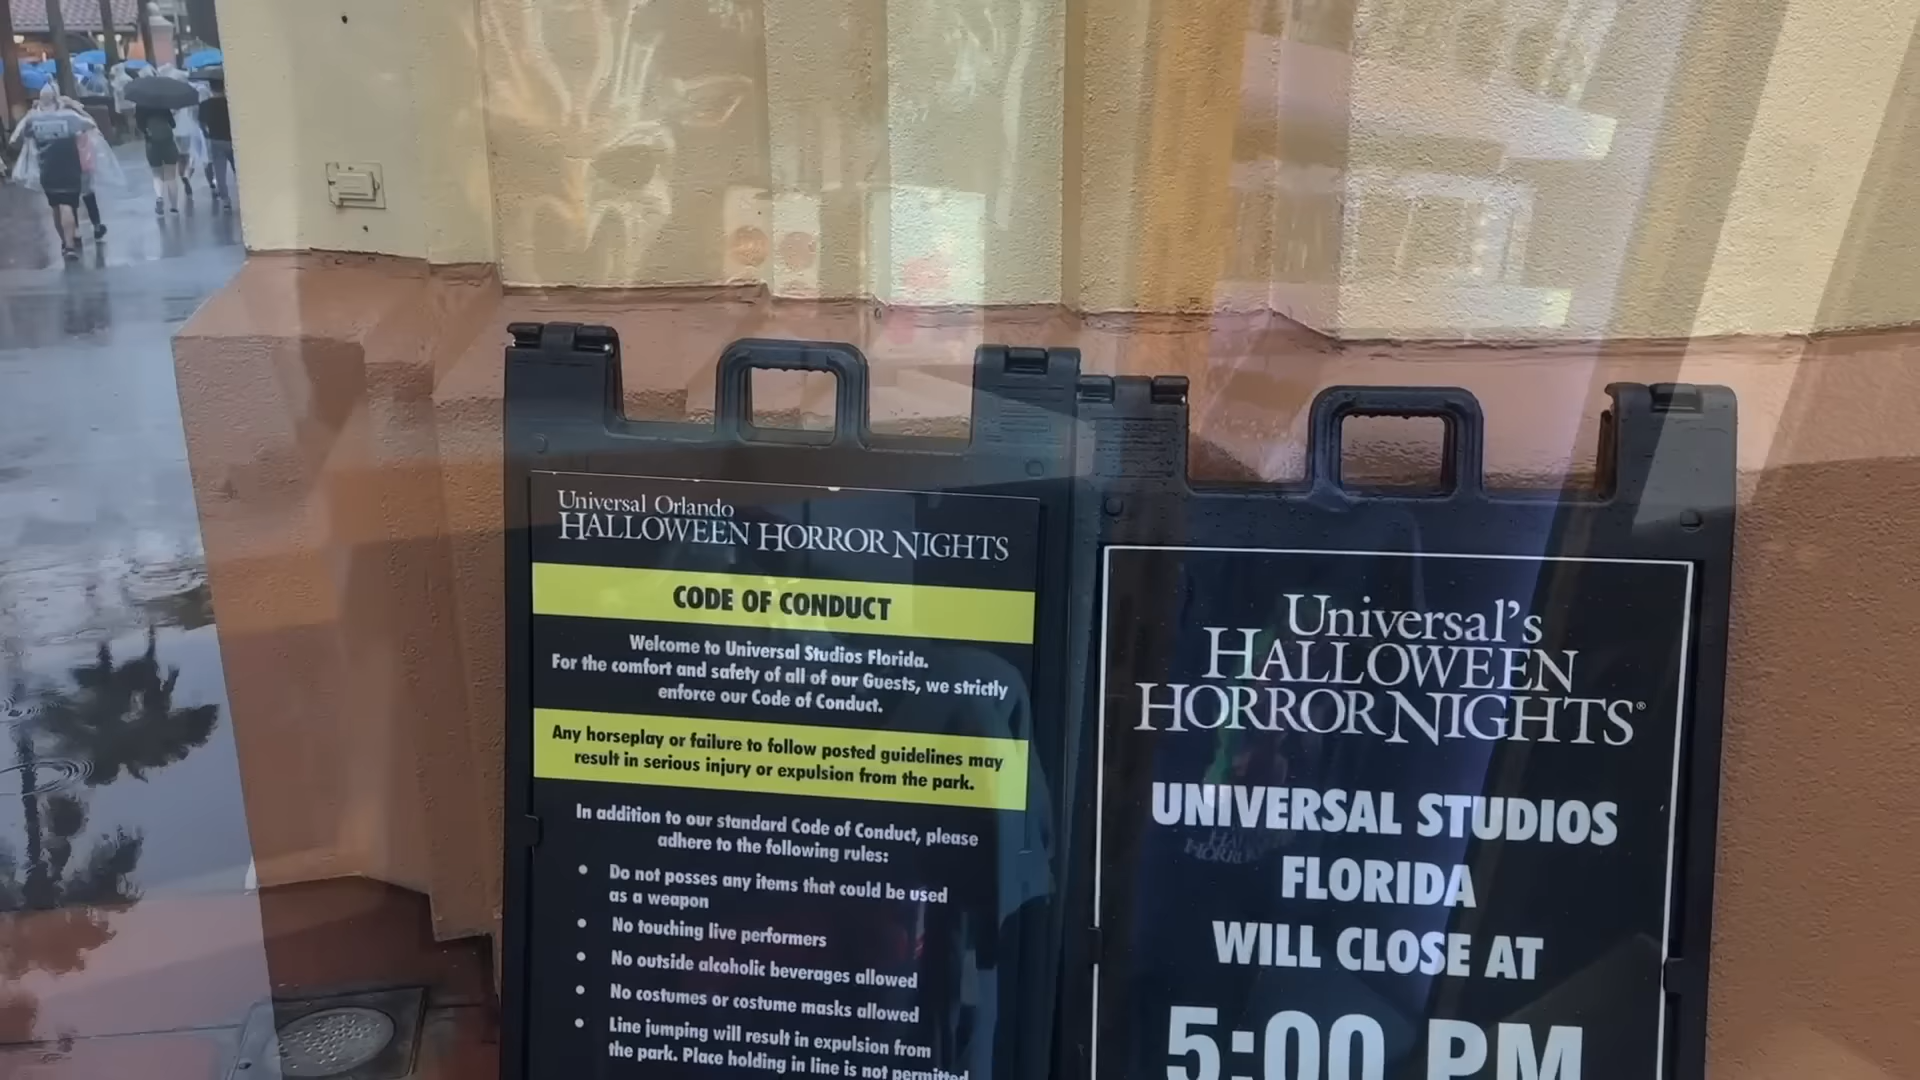 Universal Orlando
HALLOWEEN HORROR NIGHTS
CODE OF CONDUCT
Welcome to Universal Studios Florida.
For the comfort and safety of all of our Guests, we strictly
enforce our Code of Conduct.
Any horseplay or failure to follow posted guidelines may
result in serious injury or expulsion from the park.
In addition to our standard Code of Conduct, please
adhere to the following rules:
• Do not posses any items that could be used
as a weapon
• No touching live performers
• No outside alcoholic beverages allowed
• No costumes or costume masks allowed
• Line jumping will result in expulsion from
the park. Place holding in line is not permitted
Universal's
HALLOWEEN
HORROR NIGHTS®
UNIVERSAL STUDIOS
FLORIDA
WILL CLOSE AT
5:00 PM